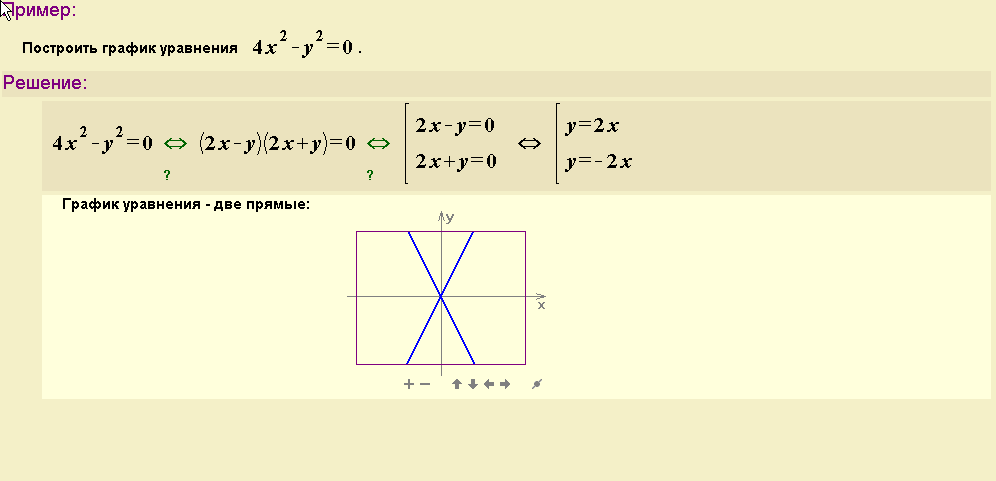 Пример:
Построить график уравнения 4x² - y² = 0 .
Решение:
4x² - y² = 0 ⇔ (2x - y)(2x + y) = 0 ⇔ [ 2x - y = 0 ⇔ [ y = 2x
2x + y = 0 y = - 2x
? ?
График уравнения - две прямые:
y
x
+ -